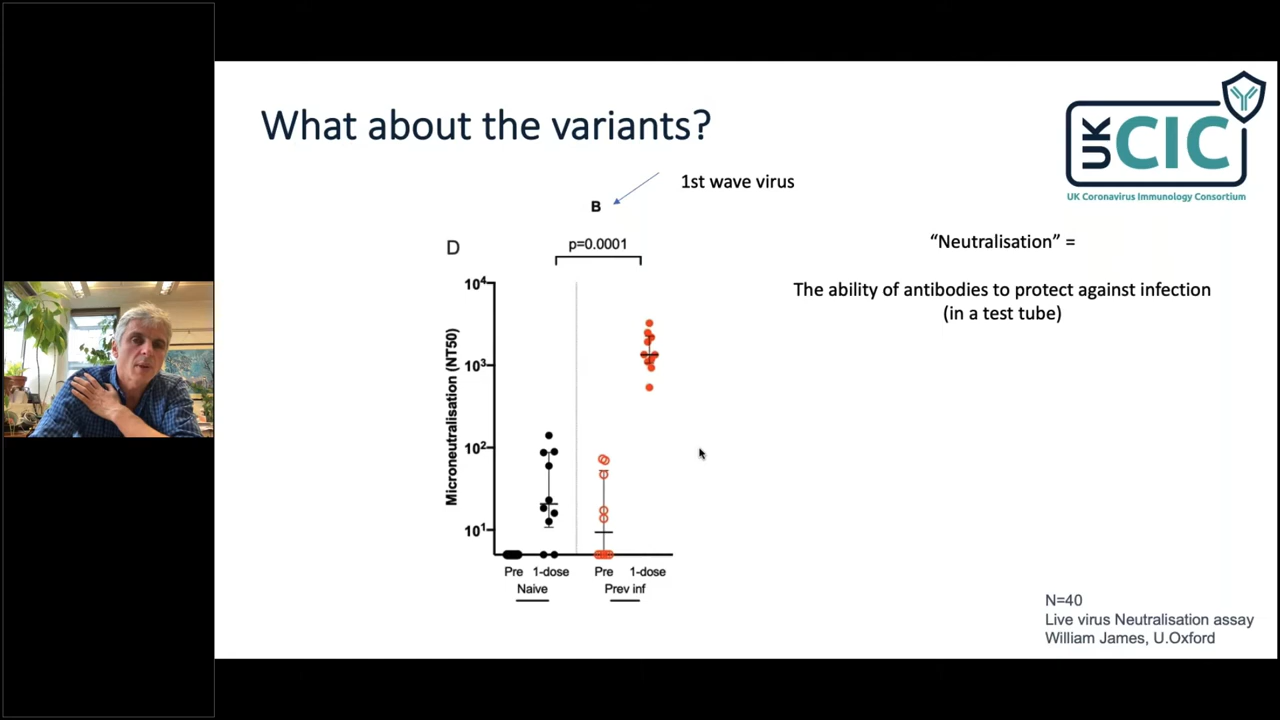 What about the variants?
UK
CIC
UK Coronavirus Immunology Consortium
1st wave virus
B
D
p=0.0001
"Neutralisation" =
The ability of antibodies to protect against infection
(in a test tube)
Microneutralisation (NT50)
10⁴
10³
10²
10¹
Pre 1-dose Pre 1-dose
Naive Prev inf
N=40
Live virus Neutralisation assay
William James, U.Oxford